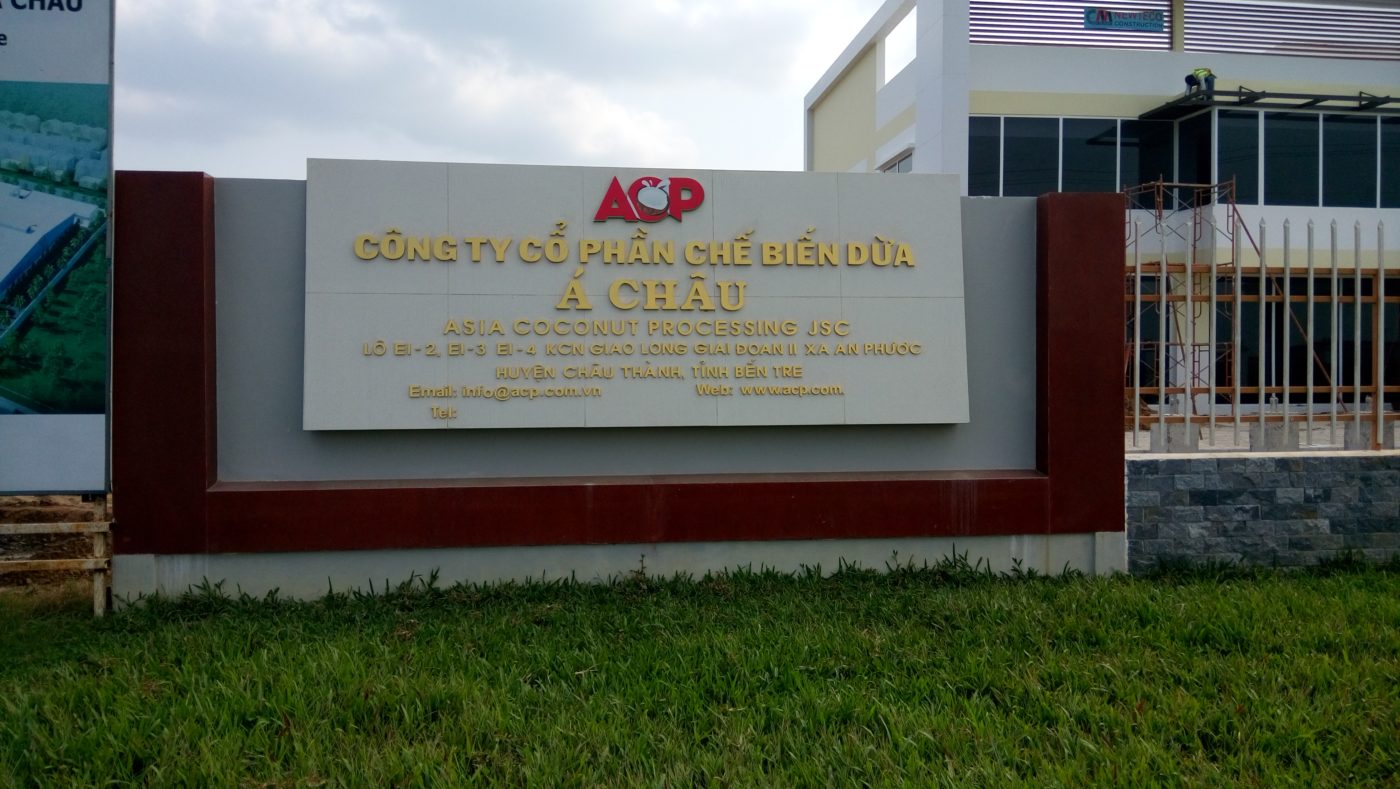 CHÂU
e
CM NEWTECO
CONSTRUCTION
ACP
CÔNG TY CỔ PHẦN CHẾ BIẾN DỪA
Á CHÂU
ASIA COCONUT PROCESSING JSC
LÔ EI-2, EI-3 EI-4 KCN GIAO LONG GIAI ĐOẠN II XÃ AN PHƯỚC
HUYỆN CHÂU THÀNH, TỈNH BẾN TRE
Email: info@acp.com.vn Web: www.acp.com.
Tel: